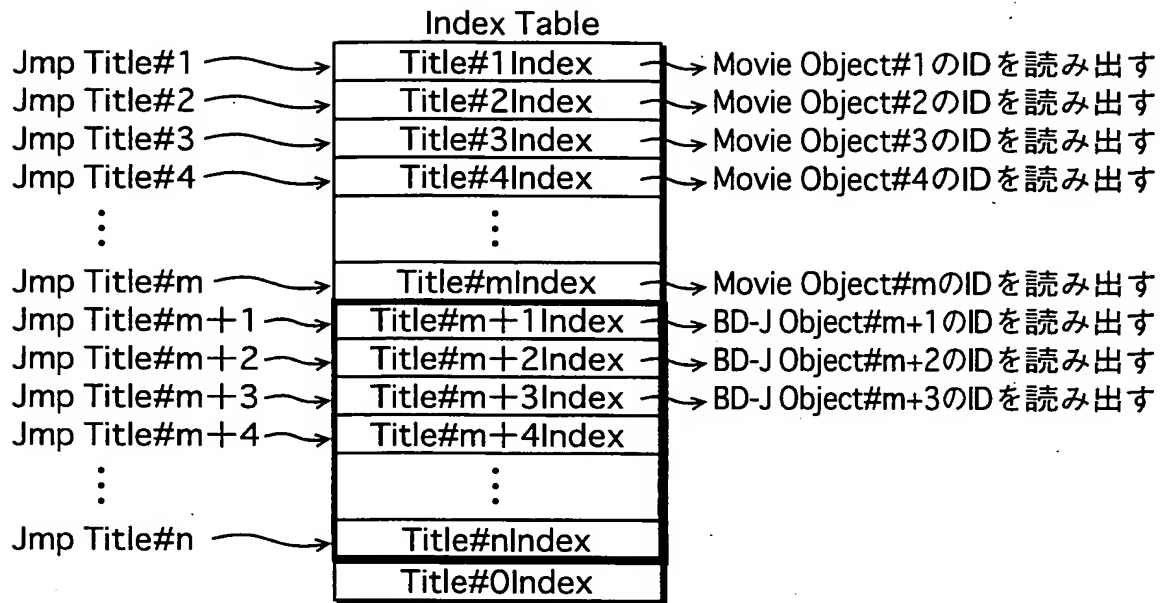 Index Table
Jmp Title#1 Title#1Index Movie Object#1のIDを読み出す
Jmp Title#2 Title#2Index Movie Object#2のIDを読み出す
Jmp Title#3 Title#3Index Movie Object#3のIDを読み出す
Jmp Title#4 Title#4Index Movie Object#4のIDを読み出す
Jmp Title#m Title#mIndex Movie Object#mのIDを読み出す
Jmp Title#m+1 Title#m+1Index BD-J Object#m+1のIDを読み出す
Jmp Title#m+2 Title#m+2Index BD-J Object#m+2のIDを読み出す
Jmp Title#m+3 Title#m+3Index BD-J Object#m+3のIDを読み出す
Jmp Title#m+4 Title#m+4Index
Jmp Title#n Title#nIndex
Title#0Index